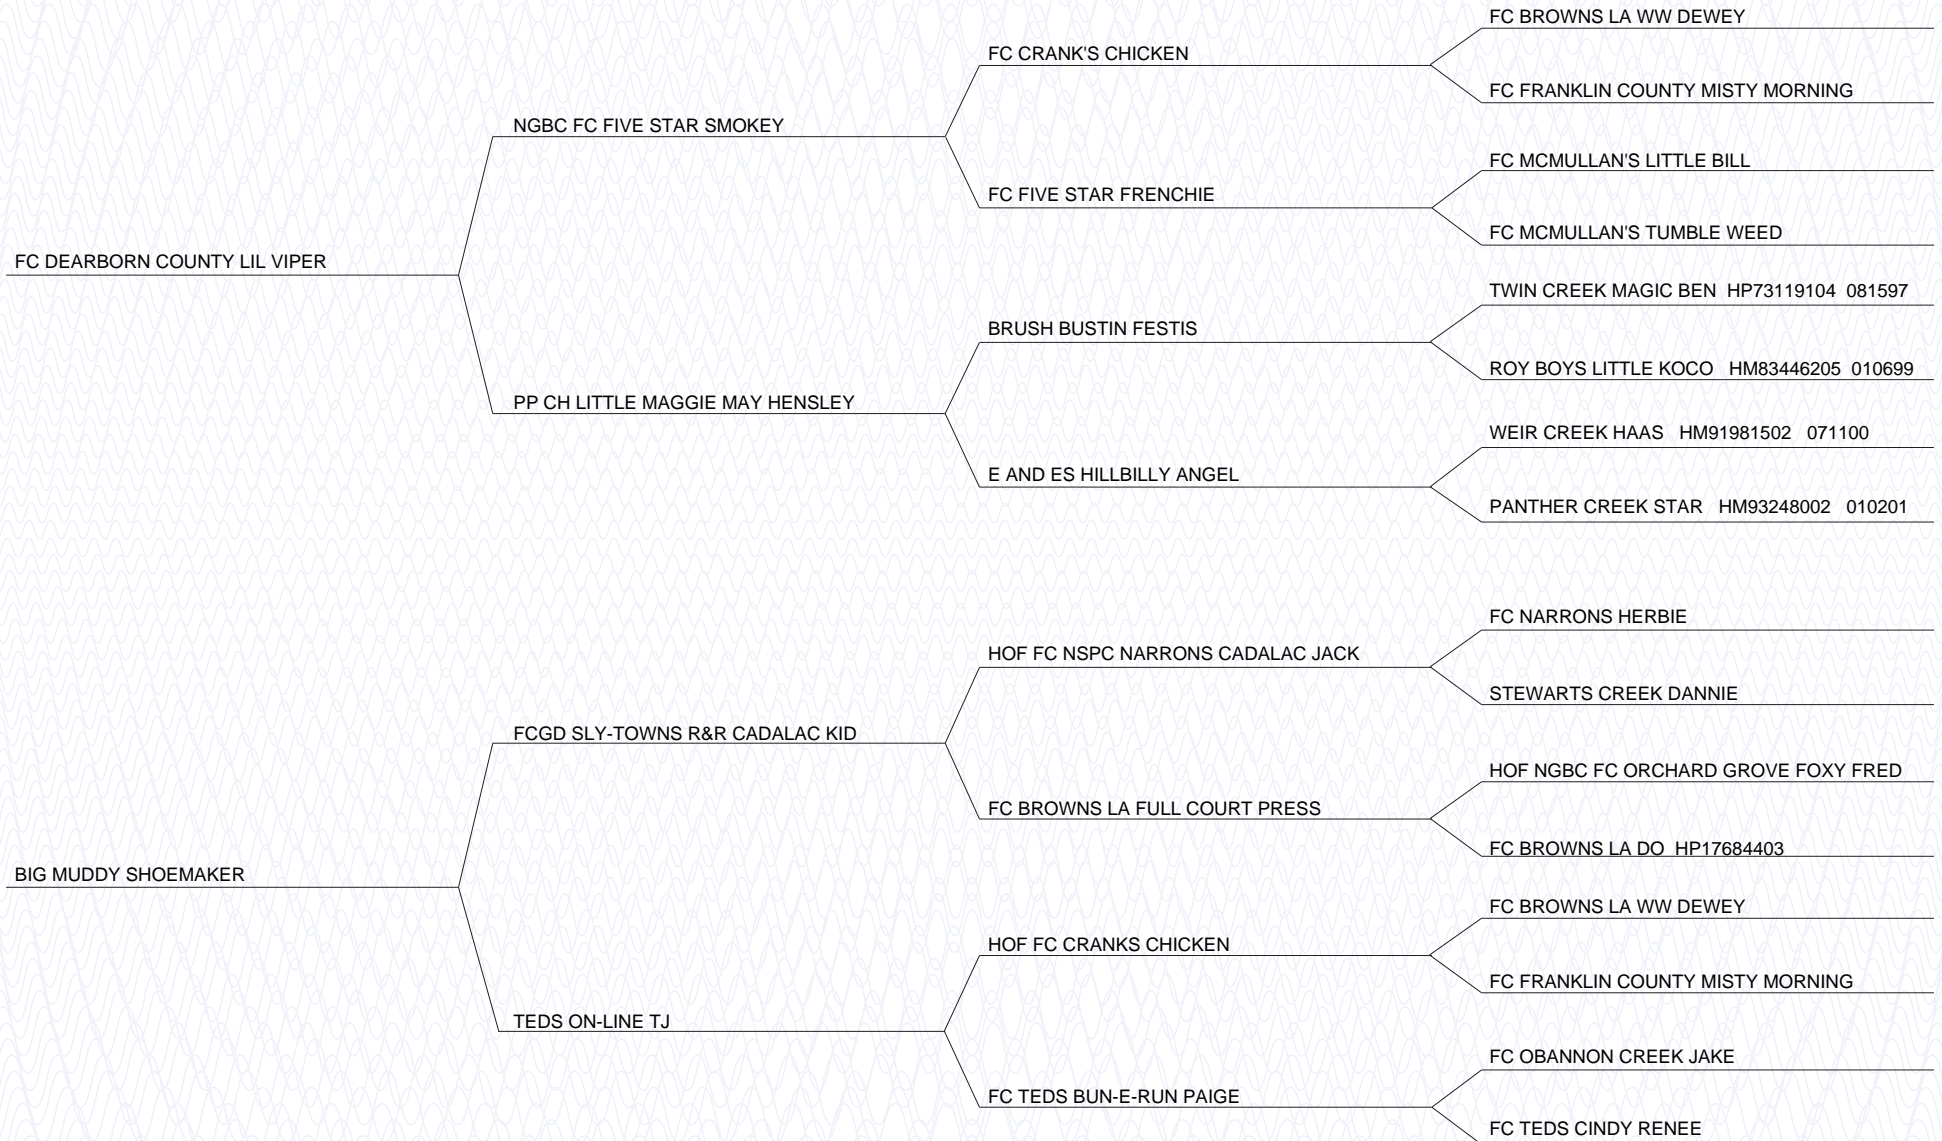 FC BROWNS LA WW DEWEY
FC CRANK'S CHICKEN
FC FRANKLIN COUNTY MISTY MORNING
NGBC FC FIVE STAR SMOKEY
FC MCMULLAN'S LITTLE BILL
FC FIVE STAR FRENCHIE
FC MCMULLAN'S TUMBLE WEED
FC DEARBORN COUNTY LIL VIPER
TWIN CREEK MAGIC BEN HP73119104 081597
BRUSH BUSTIN FESTIS
ROY BOYS LITTLE KOCO HM83446205 010699
PP CH LITTLE MAGGIE MAY HENSLEY
WEIR CREEK HAAS HM91981502 071100
E AND ES HILLBILLY ANGEL
PANTHER CREEK STAR HM93248002 010201
FC NARRONS HERBIE
HOF FC NSPC NARRONS CADALAC JACK
STEWARTS CREEK DANNIE
FCGD SLY-TOWNS R&R CADALAC KID
HOF NGBC FC ORCHARD GROVE FOXY FRED
FC BROWNS LA FULL COURT PRESS
FC BROWNS LA DO HP17684403
BIG MUDDY SHOEMAKER
FC BROWNS LA WW DEWEY
HOF FC CRANKS CHICKEN
FC FRANKLIN COUNTY MISTY MORNING
TEDS ON-LINE TJ
FC OBANNON CREEK JAKE
FC TEDS BUN-E-RUN PAIGE
FC TEDS CINDY RENEE